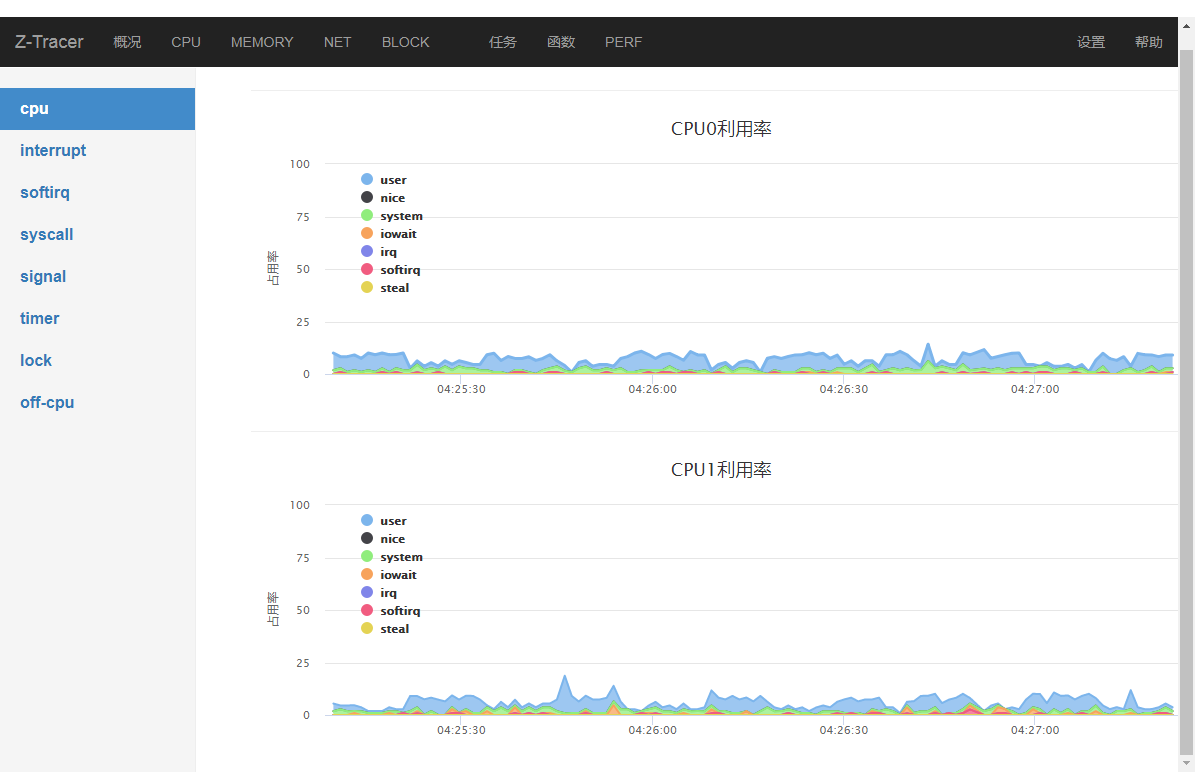 Z-Tracer 概况 CPU MEMORY NET BLOCK 任务 函数 PERF 设置 帮助
cpu
interrupt
softirq
syscall
signal
timer
lock
off-cpu
CPU0利用率
占用率
100
75
50
25
0
user
nice
system
iowait
irq
softirq
steal
04:25:30 04:26:00 04:26:30 04:27:00
CPU1利用率
占用率
100
75
50
25
0
user
nice
system
iowait
irq
softirq
steal
04:25:30 04:26:00 04:26:30 04:27:00